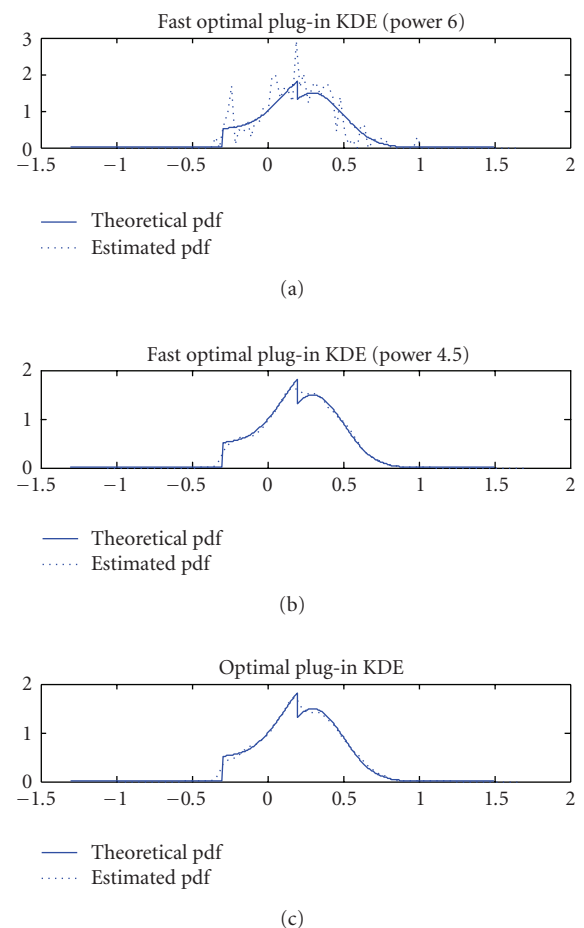 Fast optimal plug-in KDE (power 6)
3
2
1
0
−1.5 −1 −0.5 0 0.5 1 1.5 2
Theoretical pdf
Estimated pdf
(a)
Fast optimal plug-in KDE (power 4.5)
2
1
0
−1.5 −1 −0.5 0 0.5 1 1.5 2
Theoretical pdf
Estimated pdf
(b)
Optimal plug-in KDE
2
1
0
−1.5 −1 −0.5 0 0.5 1 1.5 2
Theoretical pdf
Estimated pdf
(c)